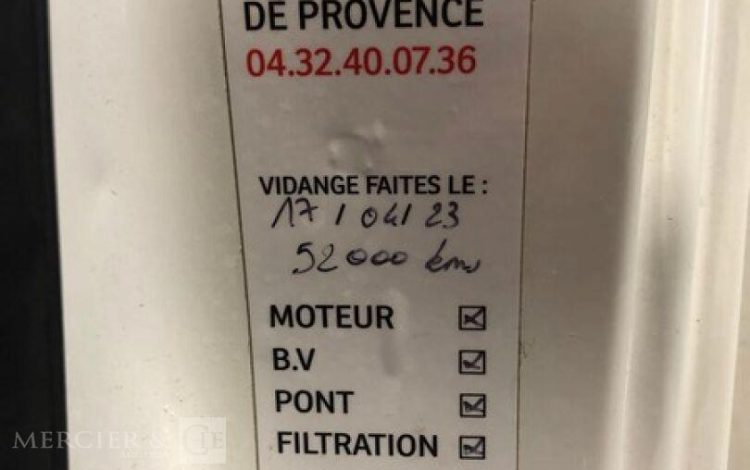 DE PROVENCE
04.32.40.07.36
VIDANGE FAITES LE :
17 / 04 / 23
52000 kms
MOTEUR ☒
B.V ☑
PONT ☑
FILTRATION ☑
MERCIER & CIE